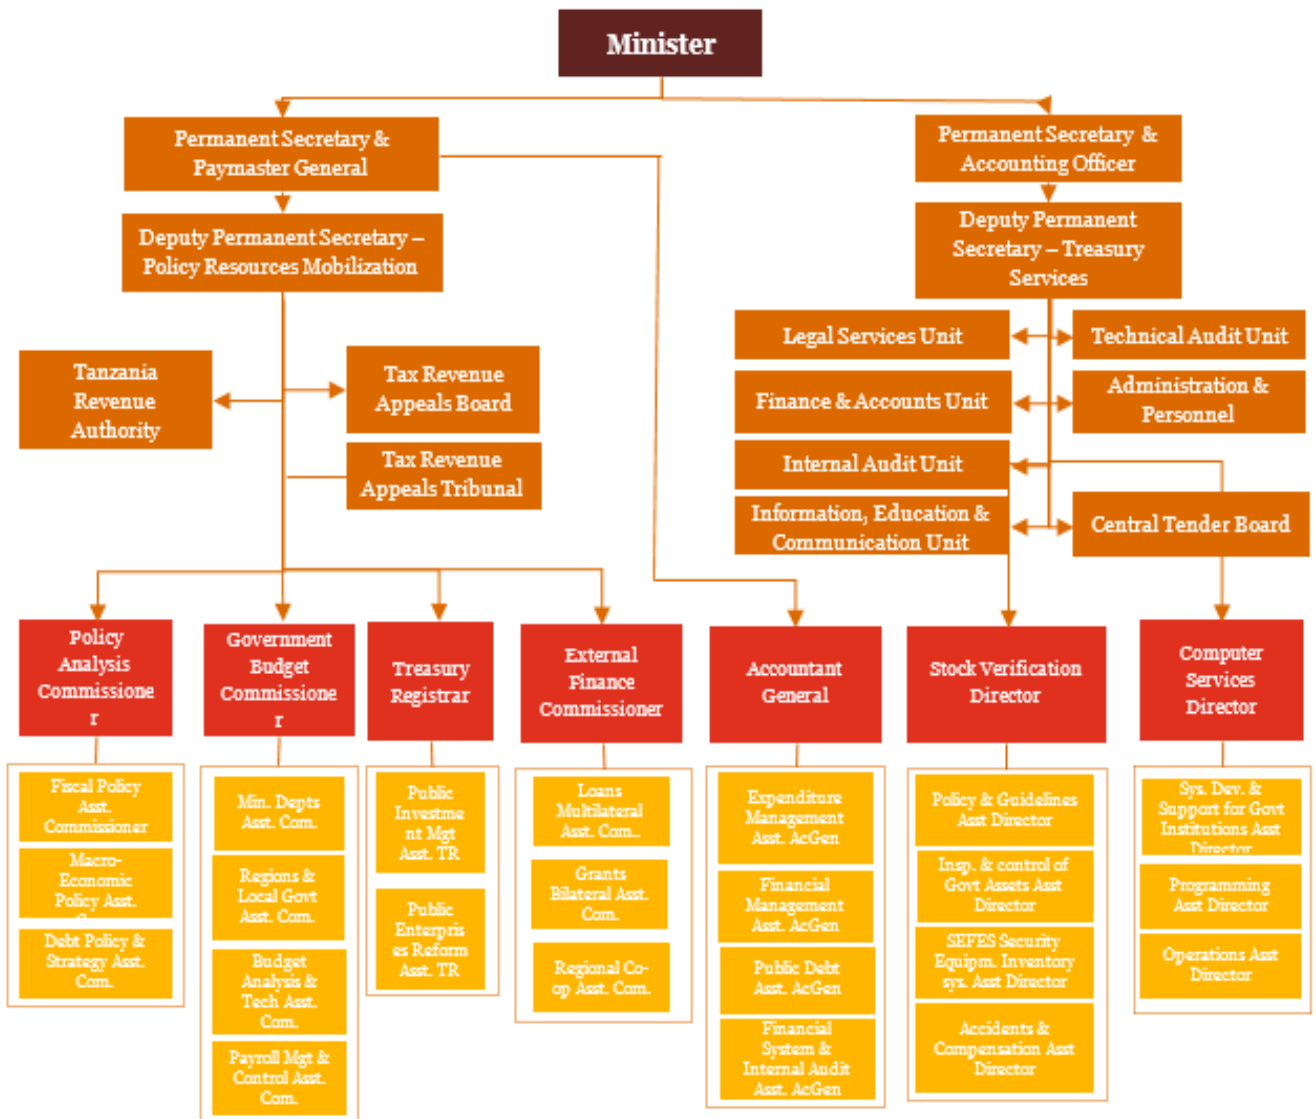 Minister
Permanent Secretary &
Paymaster General
Permanent Secretary &
Accounting Officer
Deputy Permanent Secretary –
Policy Resources Mobilization
Deputy Permanent
Secretary – Treasury
Services
Tanzania
Revenue
Authority
Tax Revenue
Appeals Board
Tax Revenue
Appeals Tribunal
Legal Services Unit
Technical Audit Unit
Finance & Accounts Unit
Administration &
Personnel
Internal Audit Unit
Information, Education &
Communication Unit
Central Tender Board
Policy
Analysis
Commissione
r
Government
Budget
Commissione
r
Treasury
Registrar
External
Finance
Commissioner
Accountant
General
Stock Verification
Director
Computer
Services
Director
Fiscal Policy
Asst.
Commissioner
Macro-
Economic
Policy Asst.
Debt Policy &
Strategy Asst.
Com.
Min. Depts
Asst. Com.
Regions &
Local Govt
Asst. Com.
Budget
Analysis &
Tech Asst.
Com.
Payroll Mgt &
Control Asst.
Com.
Public
Investme
nt Mgt
Asst. TR
Public
Enterpris
es Reform
Asst. TR
Loans
Multilateral
Asst. Com..
Grants
Bilateral Asst.
Com.
Regional Co-
op Asst. Com.
Expenditure
Management
Asst. AcGen
Financial
Management
Asst. AcGen
Public Debt
Asst. AcGen
Financial
System &
Internal Audit
Asst. AcGen
Policy & Guidelines
Asst Director
Insp. & control of
Govt Assets Asst
Director
SEFES Security
Equipm. Inventory
sys. Asst Director
Accidents &
Compensation Asst
Director
Sys. Dev. &
Support for Govt
Institutions Asst
Director
Programming
Asst Director
Operations Asst
Director